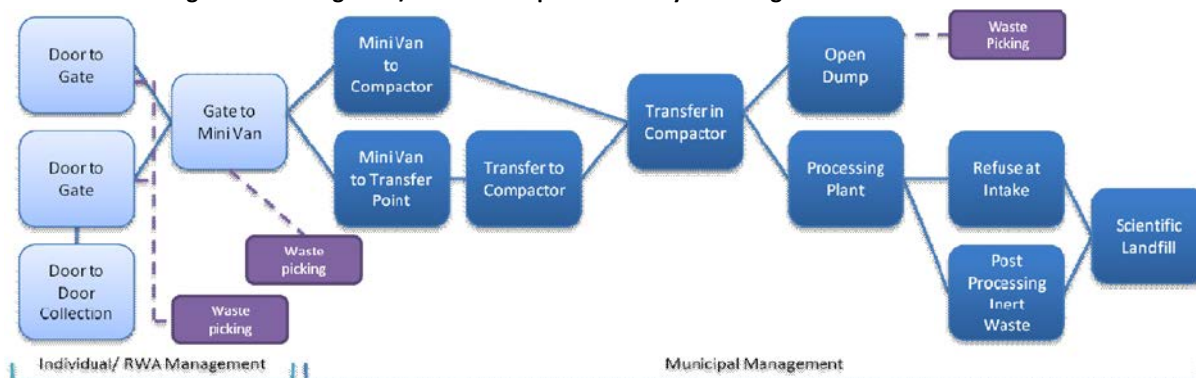 Door to
Gate
Door to
Gate
Door to
Door
Collection
Gate to
Mini Van
Waste
picking
Waste
picking
Mini Van
to
Compactor
Mini Van
to Transfer
Point
Transfer to
Compactor
Transfer in
Compactor
Open
Dump
Waste
Picking
Processing
Plant
Refuse at
Intake
Post
Processing
Inert
Waste
Scientific
Landfill
Individual/ RWA Management
Municipal Management